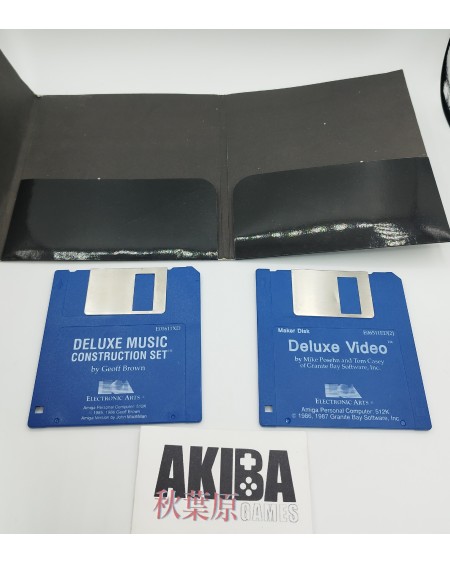 DELUXE MUSIC
CONSTRUCTION SET
by Geoff Brown
ELECTRONIC ARTS
Amiga Personal Computer 512K
Maker Disk
Deluxe Video™
by Mike Posehn and Tom Casey
of Granite Bay Software, Inc.
ELECTRONIC ARTS
Amiga Personal Computer 512K
© 1986, 1987 Granite Bay Software, Inc.
AKIBA
秋葉原
GAMES